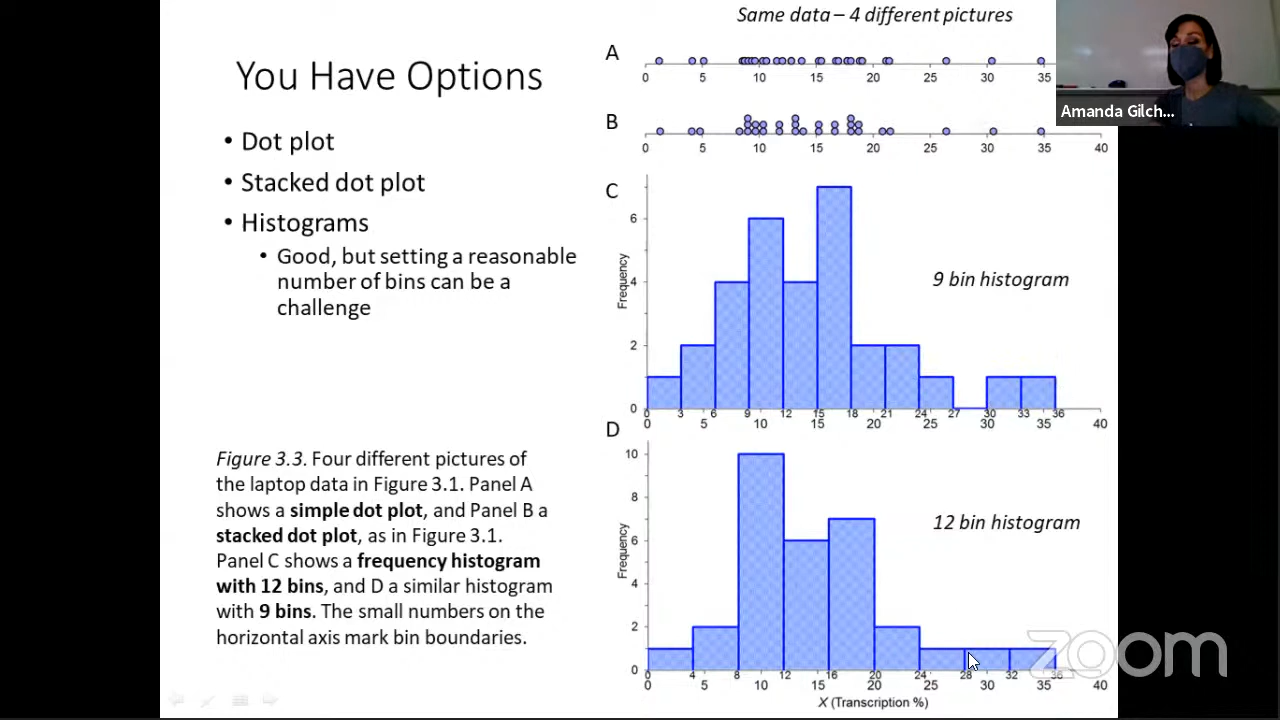 Same data – 4 different pictures
You Have Options
• Dot plot
• Stacked dot plot
• Histograms
• Good, but setting a reasonable
number of bins can be a
challenge
Figure 3.3. Four different pictures of
the laptop data in Figure 3.1. Panel A
shows a simple dot plot, and Panel B a
stacked dot plot, as in Figure 3.1.
Panel C shows a frequency histogram
with 12 bins, and D a similar histogram
with 9 bins. The small numbers on the
horizontal axis mark bin boundaries.
A
0 5 10 15 20 25 30 35
B
0 5 10 15 20 25 30 35 40
C
Frequency
6
4
2
0
9 bin histogram
0 3 6 9 12 15 18 21 24 27 30 33 36
0 5 10 15 20 25 30 35 40
D
Frequency
10
8
6
4
2
0
12 bin histogram
0 4 8 12 16 20 24 28 32 36
0 5 10 15 20 25 30 35 40
X (Transcription %)
Amanda Gilch...
zoom